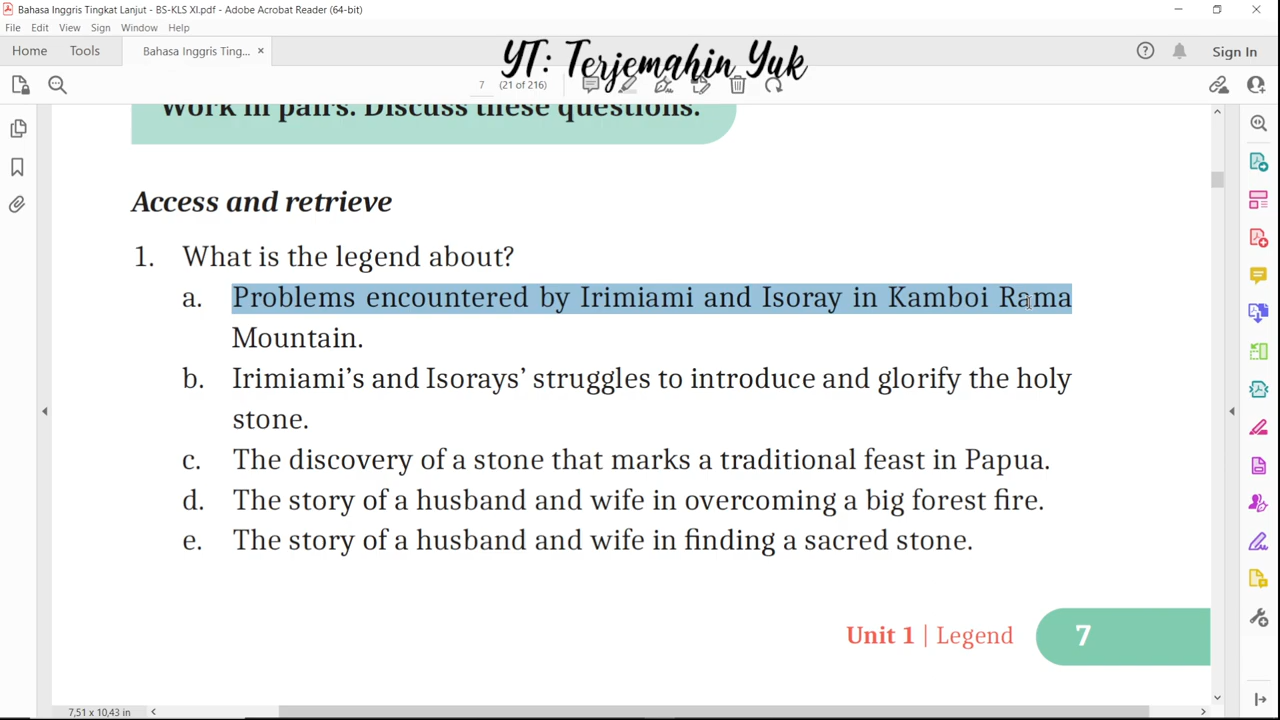 Bahasa Inggris Tingkat Lanjut - BS-KLS XI.pdf - Adobe Acrobat Reader (64-bit)
File Edit View Sign Window Help
Home Tools Bahasa Inggris Ting... × Sign In
YT: Terjemahin Yuk
7 (21 of 216)
Work in pairs. Discuss these questions.
Access and retrieve
1. What is the legend about?
a. Problems encountered by Irimiami and Isoray in Kamboi Rama
Mountain.
b. Irimiami’s and Isorays’ struggles to introduce and glorify the holy
stone.
c. The discovery of a stone that marks a traditional feast in Papua.
d. The story of a husband and wife in overcoming a big forest fire.
e. The story of a husband and wife in finding a sacred stone.
Unit 1 | Legend 7
7,51 x 10,43 in